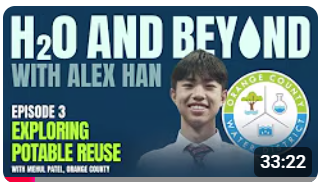 H2O AND BEYOND
WITH ALEX HAN
EPISODE 3
EXPLORING
POTABLE REUSE
WITH MEHUL PATEL, ORANGE COUNTY
ORANGE COUNTY
WATER DISTRICT
33:22